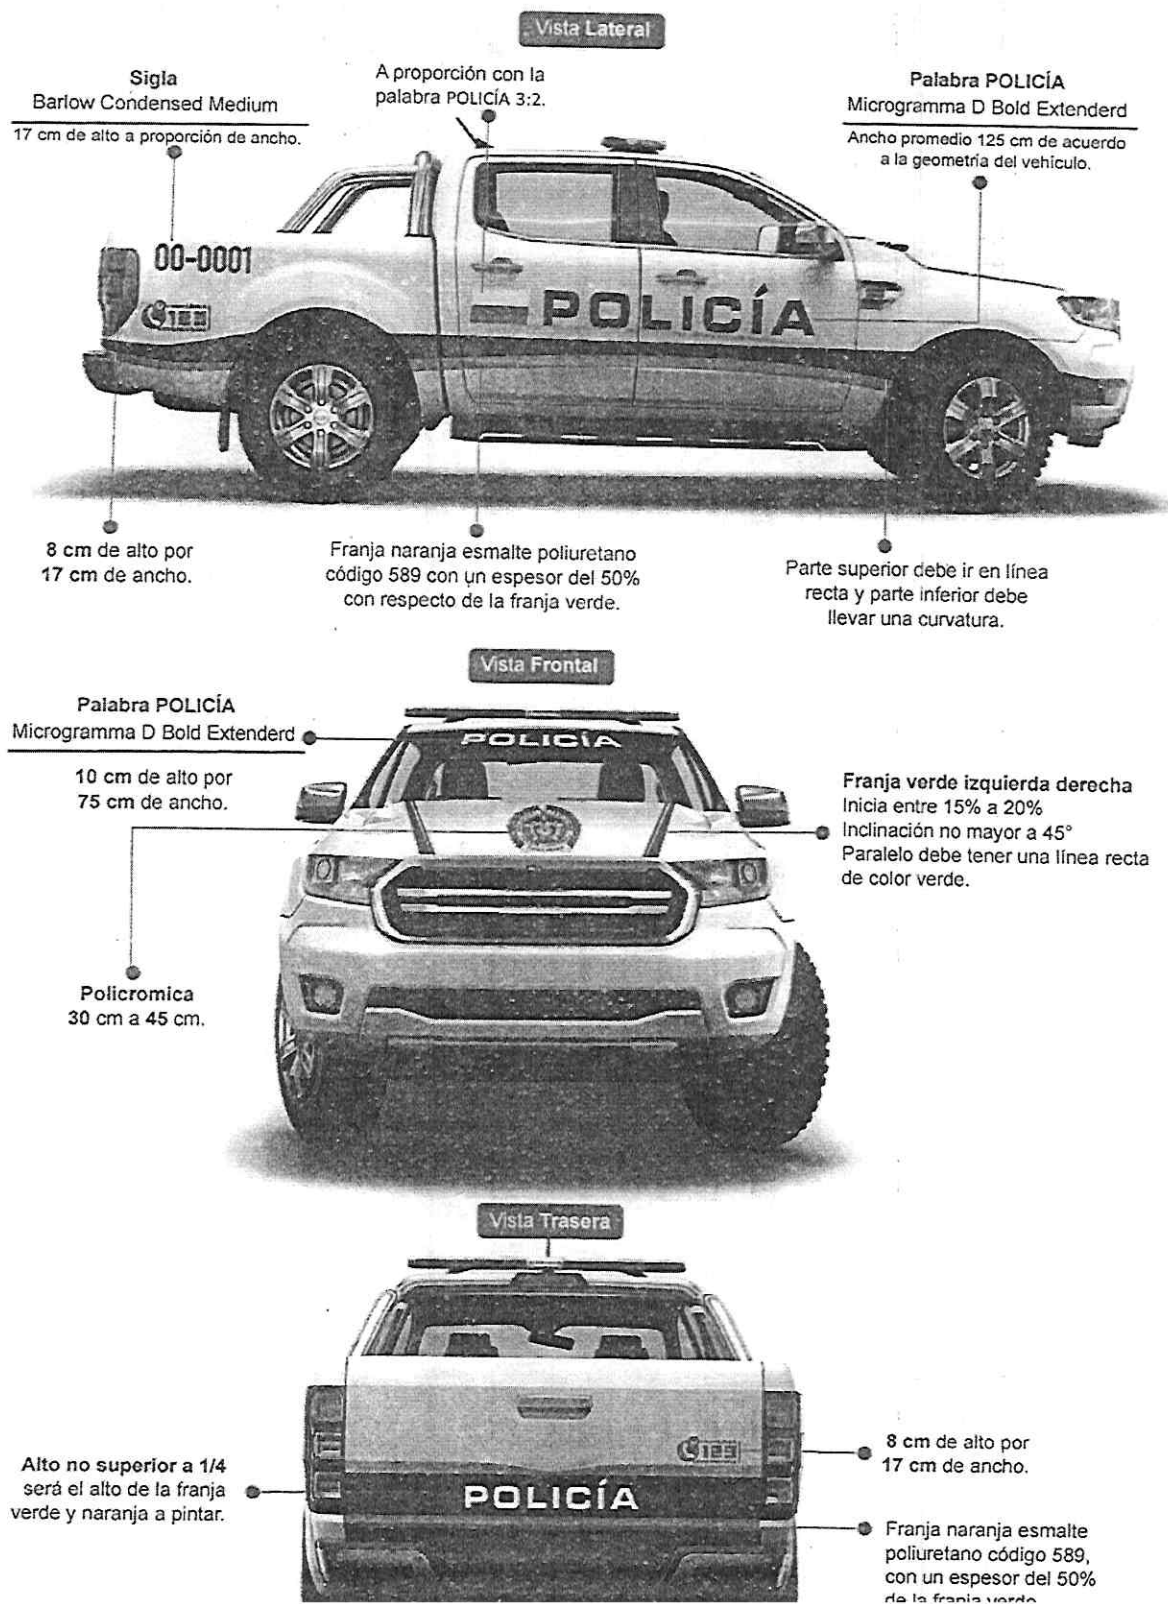 Vista Lateral
Sigla
Barlow Condensed Medium
17 cm de alto a proporción de ancho.
A proporción con la
palabra POLICÍA 3:2.
Palabra POLICÍA
Microgramma D Bold Extenderd
Ancho promedio 125 cm de acuerdo
a la geometría del vehículo.
00-0001
123
POLICÍA
8 cm de alto por
17 cm de ancho.
Franja naranja esmalte poliuretano
código 589 con un espesor del 50%
con respecto de la franja verde.
Parte superior debe ir en línea
recta y parte inferior debe
llevar una curvatura.
Vista Frontal
Palabra POLICÍA
Microgramma D Bold Extenderd
10 cm de alto por
75 cm de ancho.
POLICÍA
Franja verde izquierda derecha
Inicia entre 15% a 20%
Inclinación no mayor a 45°
Paralelo debe tener una línea recta
de color verde.
Policromica
30 cm a 45 cm.
Vista Trasera
123
POLICÍA
Alto no superior a 1/4
será el alto de la franja
verde y naranja a pintar.
8 cm de alto por
17 cm de ancho.
Franja naranja esmalte
poliuretano código 589,
con un espesor del 50%
de la franja verde